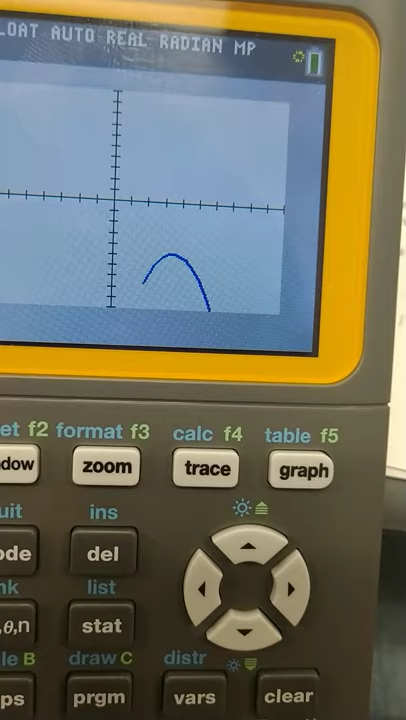 LOAT AUTO REAL RADIAN MP
et f2 format f3 calc f4 table f5
dow zoom trace graph
uit ins
ode del
nk list
,θ,n stat
le B draw C distr
ps prgm vars clear